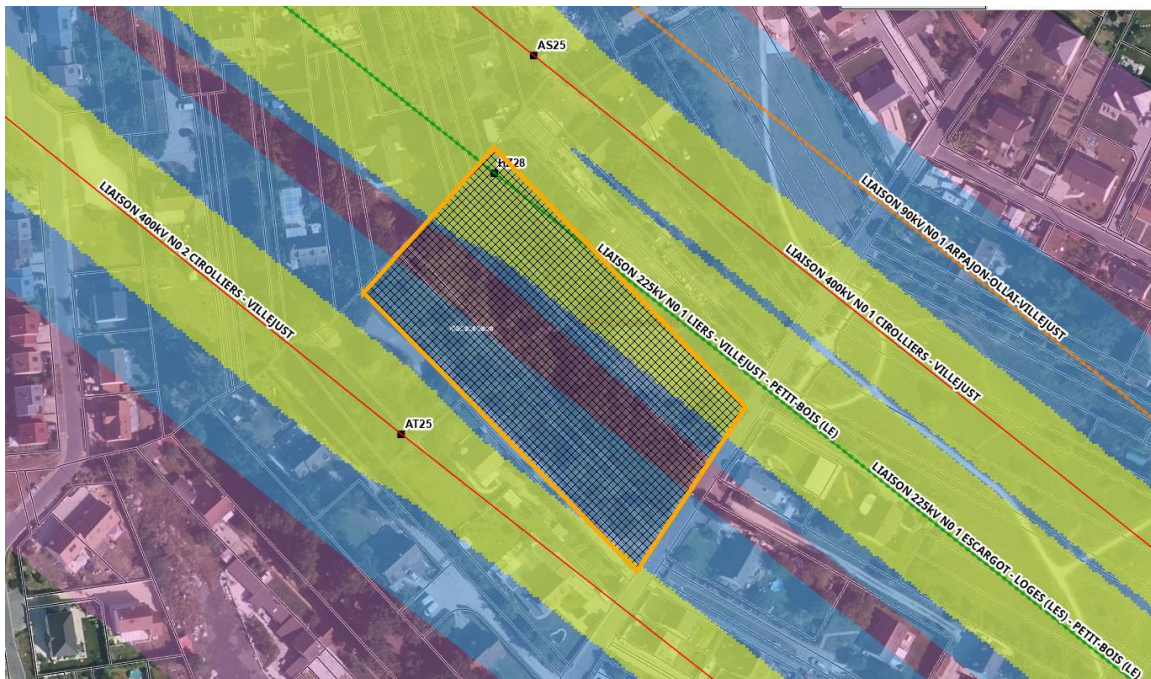 AS25
HZ28
LIAISON 90kV N0 1 ARPAJON-OLLAI-VILLEJUST
LIAISON 400kV N0 2 CIROLLIERS - VILLEJUST
LIAISON 400kV N0 1 CIROLLIERS - VILLEJUST
LIAISON 225kV N0 1 LIERS - VILLEJUST - PETIT-BOIS (LE)
AT25
LIAISON 225kV N0 1 ESCARGOT - LOGES (LES) - PETIT-BOIS (LE)